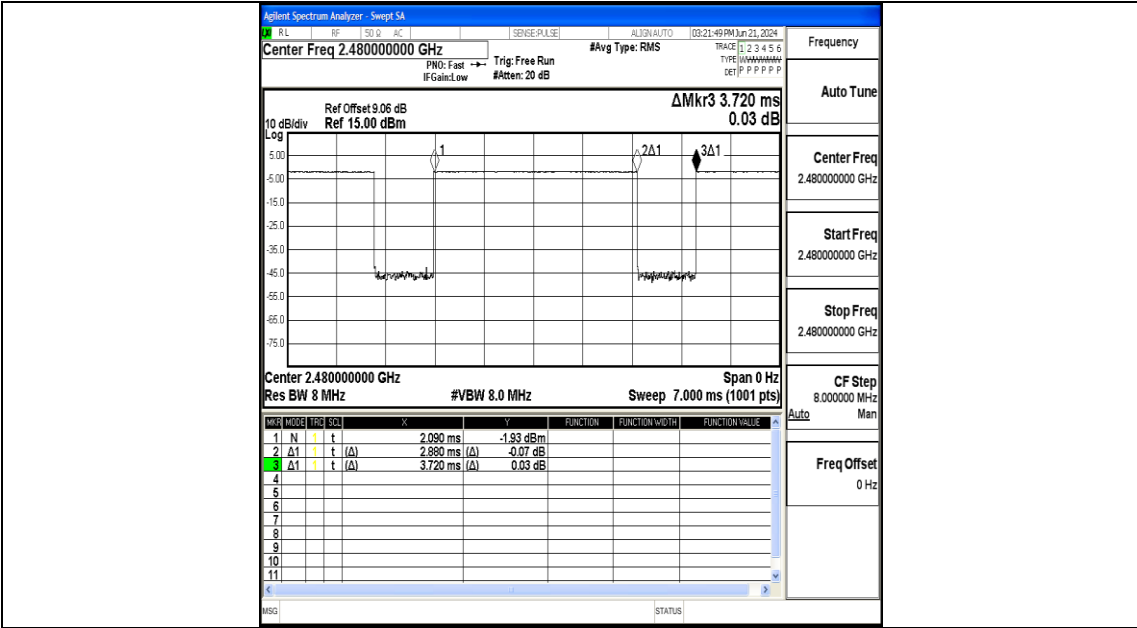 Agilent Spectrum Analyzer - Swept SA
RL RF 50 Ω AC SENSE:PULSE ALIGN AUTO 03:21:49 PM Jun 21, 2024
Center Freq 2.480000000 GHz #Avg Type: RMS TRACE 1 2 3 4 5 6
PNO: Fast Trig: Free Run TYPE
IFGain:Low #Atten: 20 dB DET P P P P P P
Frequency
Auto Tune
Center Freq
2.480000000 GHz
Start Freq
2.480000000 GHz
Stop Freq
2.480000000 GHz
CF Step
8.000000 MHz
Auto Man
Freq Offset
0 Hz
ΔMkr3 3.720 ms
0.03 dB
Ref Offset 9.06 dB
10 dB/div Ref 15.00 dBm
Log
1 2Δ1 3Δ1
5.00
-5.00
-15.0
-25.0
-35.0
-45.0
-55.0
-65.0
-75.0
Center 2.480000000 GHz Span 0 Hz
Res BW 8 MHz #VBW 8.0 MHz Sweep 7.000 ms (1001 pts)
MKR MODE TRC SCL X Y FUNCTION FUNCTION WIDTH FUNCTION VALUE
1 N 1 t 2.090 ms -1.93 dBm
2 Δ1 1 t (Δ) 2.880 ms (Δ) -0.07 dB
3 Δ1 1 t (Δ) 3.720 ms (Δ) 0.03 dB
4
5
6
7
8
9
10
11
MSG STATUS